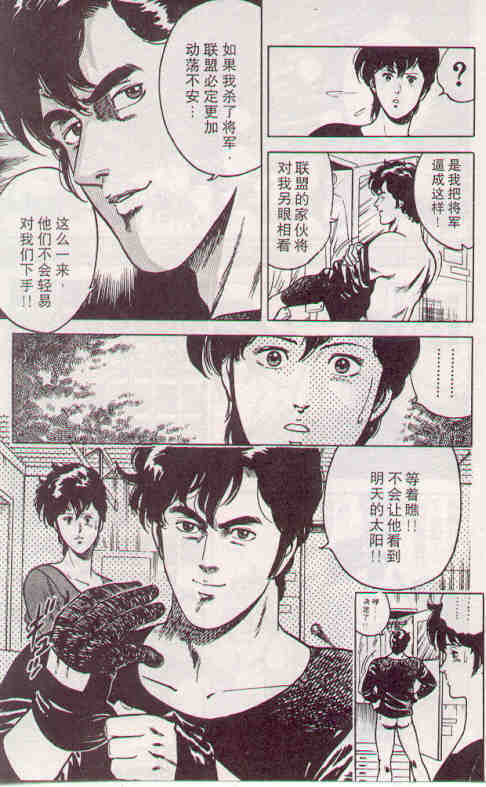 ？
是我把将军
逼成这样！
联盟的家伙将
对我另眼相看
如果我杀了将军，
联盟必定更加
动荡不安…
这么一来，
他们不会轻易
对我们下手!!
…………
…………
等着瞧!!
不会让他看到
明天的太阳!!
………
决定了